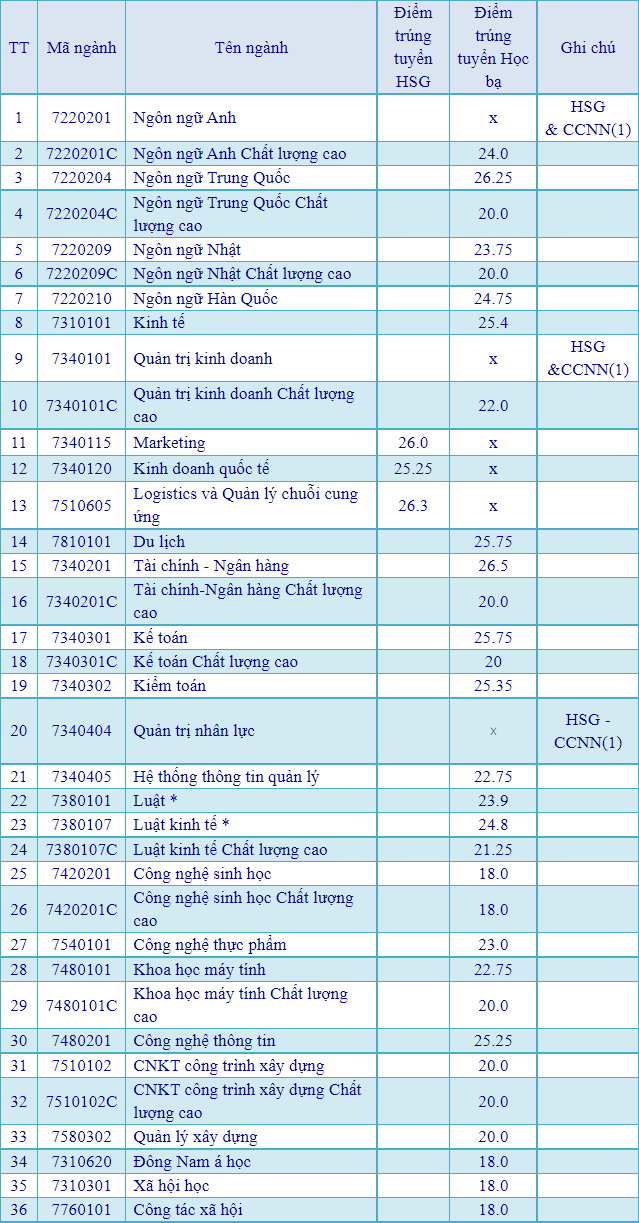 TT Mã ngành Tên ngành Điểm trúng tuyển HSG Điểm trúng tuyển Học bạ Ghi chú
1 7220201 Ngôn ngữ Anh x HSG & CCNN(1)
2 7220201C Ngôn ngữ Anh Chất lượng cao 24.0
3 7220204 Ngôn ngữ Trung Quốc 26.25
4 7220204C Ngôn ngữ Trung Quốc Chất lượng cao 20.0
5 7220209 Ngôn ngữ Nhật 23.75
6 7220209C Ngôn ngữ Nhật Chất lượng cao 20.0
7 7220210 Ngôn ngữ Hàn Quốc 24.75
8 7310101 Kinh tế 25.4
9 7340101 Quản trị kinh doanh x HSG &CCNN(1)
10 7340101C Quản trị kinh doanh Chất lượng cao 22.0
11 7340115 Marketing 26.0 x
12 7340120 Kinh doanh quốc tế 25.25 x
13 7510605 Logistics và Quản lý chuỗi cung ứng 26.3 x
14 7810101 Du lịch 25.75
15 7340201 Tài chính - Ngân hàng 26.5
16 7340201C Tài chính-Ngân hàng Chất lượng cao 20.0
17 7340301 Kế toán 25.75
18 7340301C Kế toán Chất lượng cao 20
19 7340302 Kiểm toán 25.35
20 7340404 Quản trị nhân lực x HSG - CCNN(1)
21 7340405 Hệ thống thông tin quản lý 22.75
22 7380101 Luật * 23.9
23 7380107 Luật kinh tế * 24.8
24 7380107C Luật kinh tế Chất lượng cao 21.25
25 7420201 Công nghệ sinh học 18.0
26 7420201C Công nghệ sinh học Chất lượng cao 18.0
27 7540101 Công nghệ thực phẩm 23.0
28 7480101 Khoa học máy tính 22.75
29 7480101C Khoa học máy tính Chất lượng cao 20.0
30 7480201 Công nghệ thông tin 25.25
31 7510102 CNKT công trình xây dựng 20.0
32 7510102C CNKT công trình xây dựng Chất lượng cao 20.0
33 7580302 Quản lý xây dựng 20.0
34 7310620 Đông Nam á học 18.0
35 7310301 Xã hội học 18.0
36 7760101 Công tác xã hội 18.0